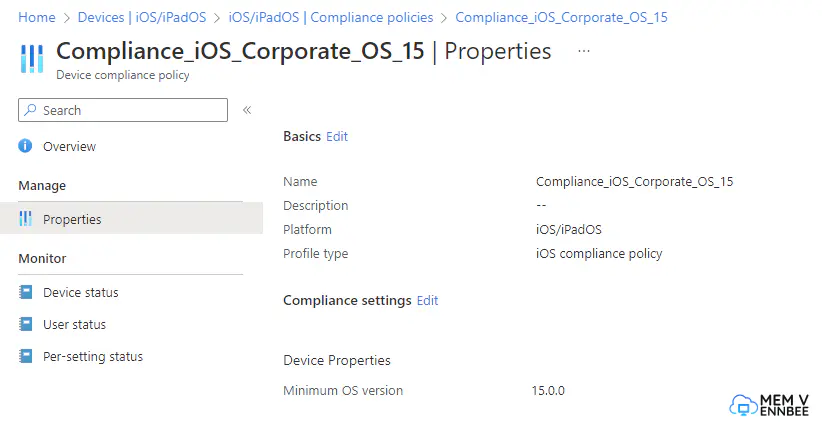 Home > Devices | iOS/iPadOS > iOS/iPadOS | Compliance policies > Compliance_iOS_Corporate_OS_15
Compliance_iOS_Corporate_OS_15 | Properties ...
Device compliance policy
Search «
Overview
Manage
Properties
Monitor
Device status
User status
Per-setting status
Basics Edit
Name Compliance_iOS_Corporate_OS_15
Description --
Platform iOS/iPadOS
Profile type iOS compliance policy
Compliance settings Edit
Device Properties
Minimum OS version 15.0.0
MEM V
ENNBEE